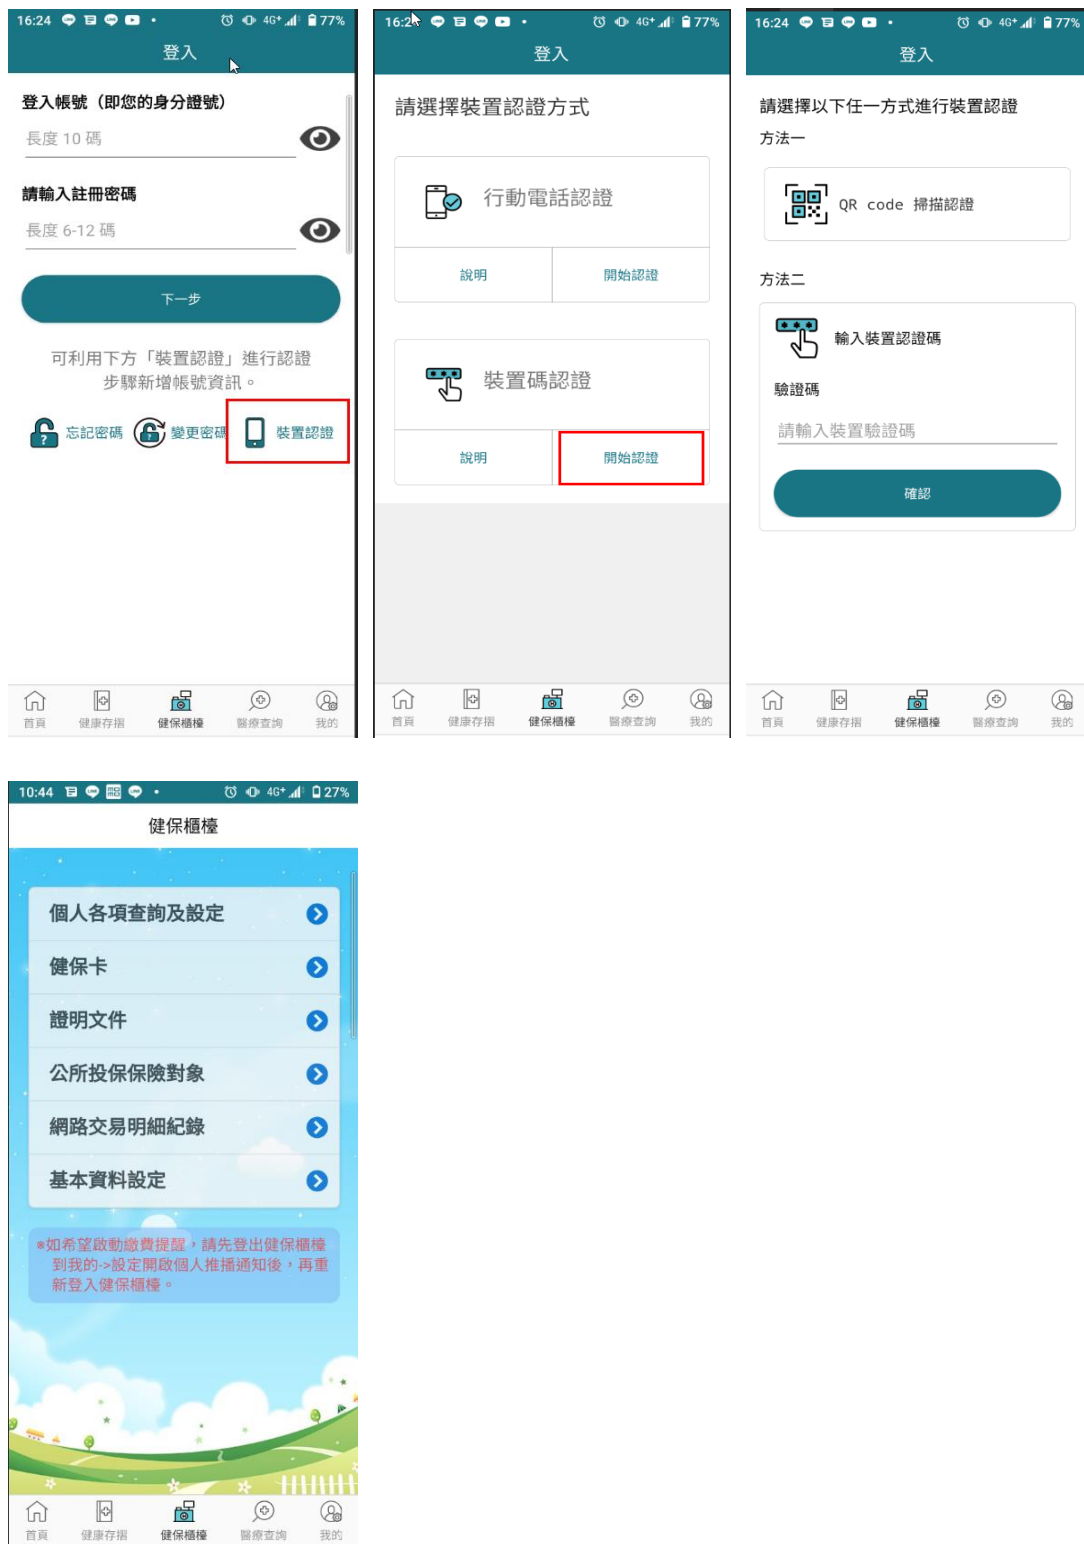 16:24 4G+ 77%
登入
登入帳號（即您的身分證號）
長度 10 碼
請輸入註冊密碼
長度 6-12 碼
下一步
可利用下方「裝置認證」進行認證
步驟新增帳號資訊。
忘記密碼 變更密碼 裝置認證
首頁 健康存摺 健保櫃檯 醫療查詢 我的
16:2 4G+ 77%
登入
請選擇裝置認證方式
行動電話認證
說明 開始認證
裝置碼認證
說明 開始認證
首頁 健康存摺 健保櫃檯 醫療查詢 我的
16:24 4G+ 77%
登入
請選擇以下任一方式進行裝置認證
方法一
QR code 掃描認證
方法二
輸入裝置認證碼
驗證碼
請輸入裝置驗證碼
確認
首頁 健康存摺 健保櫃檯 醫療查詢 我的
10:44 4G+ 27%
健保櫃檯
個人各項查詢及設定
健保卡
證明文件
公所投保保險對象
網路交易明細紀錄
基本資料設定
※如希望啟動繳費提醒，請先登出健保櫃檯
到我的->設定開啟個人推播通知後，再重
新登入健保櫃檯。
首頁 健康存摺 健保櫃檯 醫療查詢 我的